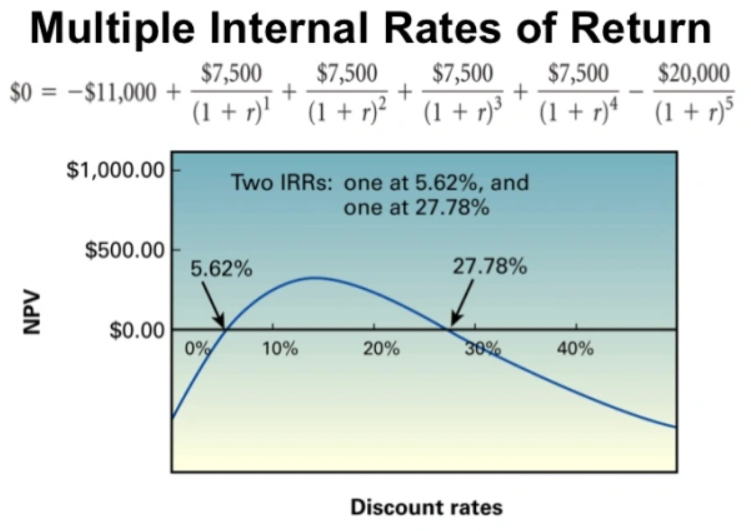 Multiple Internal Rates of Return
$0 = −$11,000 + $7,500/(1 + r)¹ + $7,500/(1 + r)² + $7,500/(1 + r)³ + $7,500/(1 + r)⁴ − $20,000/(1 + r)⁵
$1,000.00
Two IRRs: one at 5.62%, and
one at 27.78%
$500.00
5.62%
27.78%
NPV
$0.00
0% 10% 20% 30% 40%
Discount rates